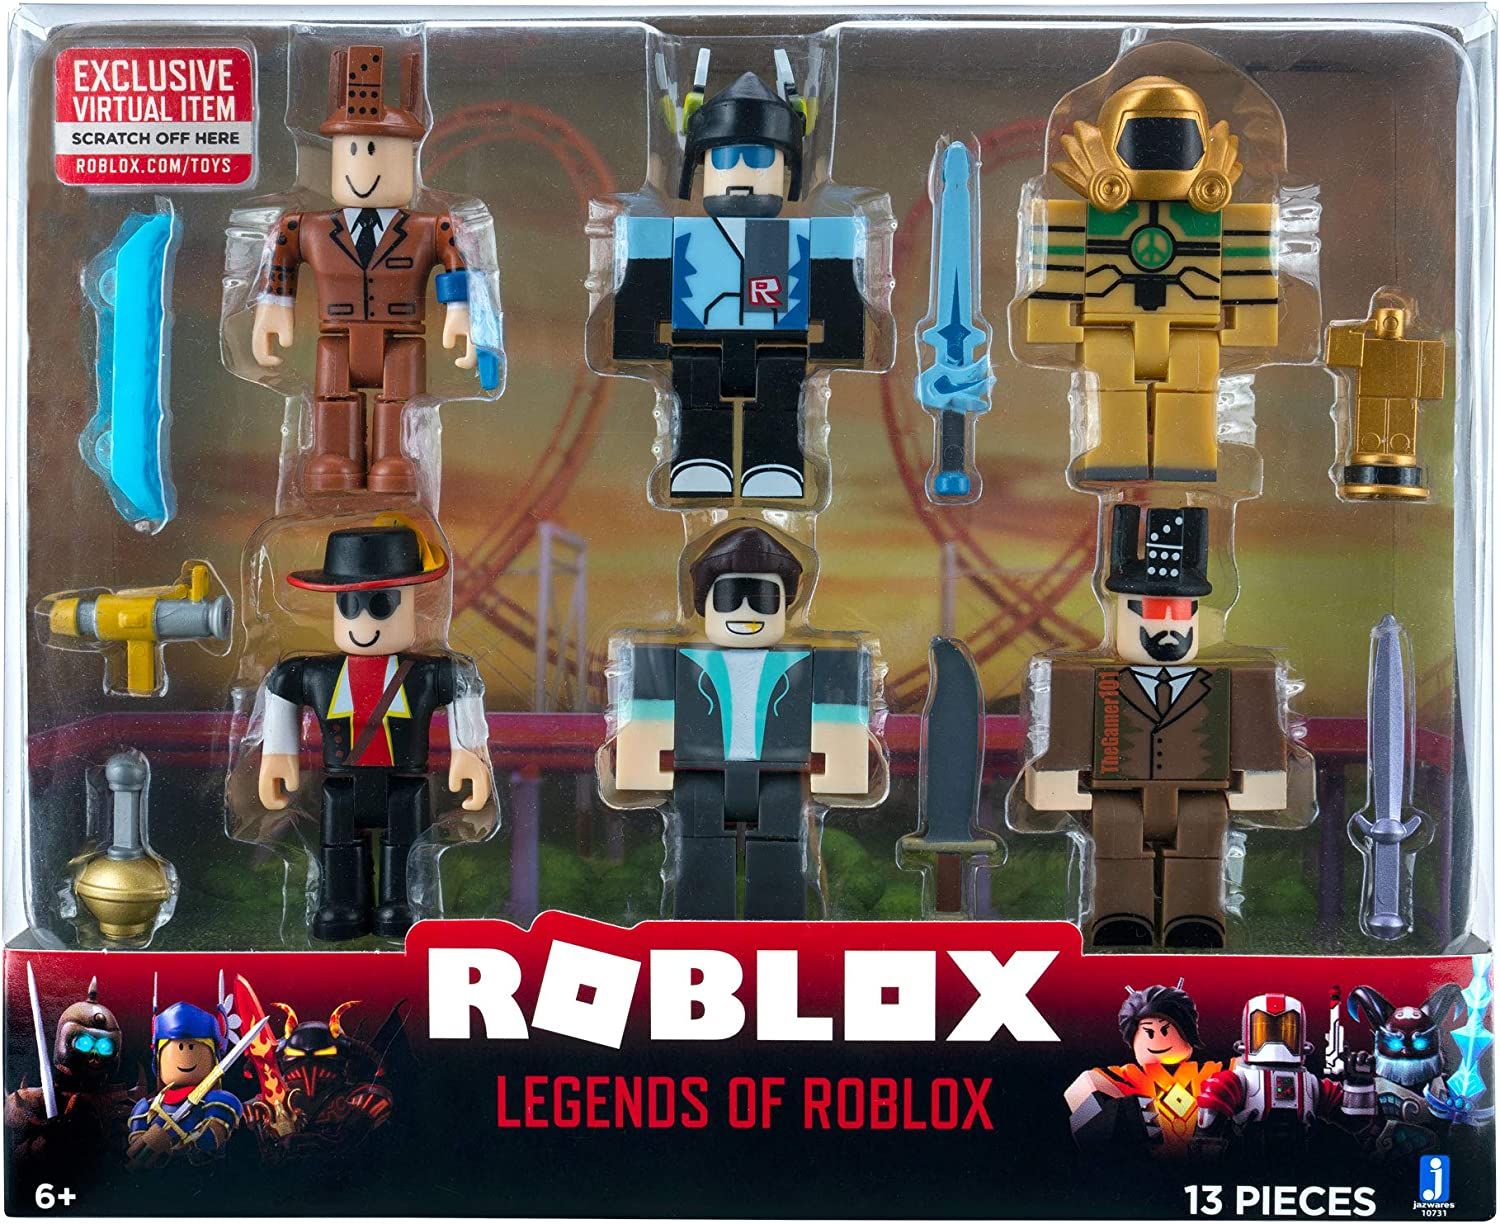 EXCLUSIVE
VIRTUAL ITEM
SCRATCH OFF HERE
ROBLOX.COM/TOYS
R
TheGamer101
ROBLOX
LEGENDS OF ROBLOX
6+
13 PIECES
j
jazwares
10731